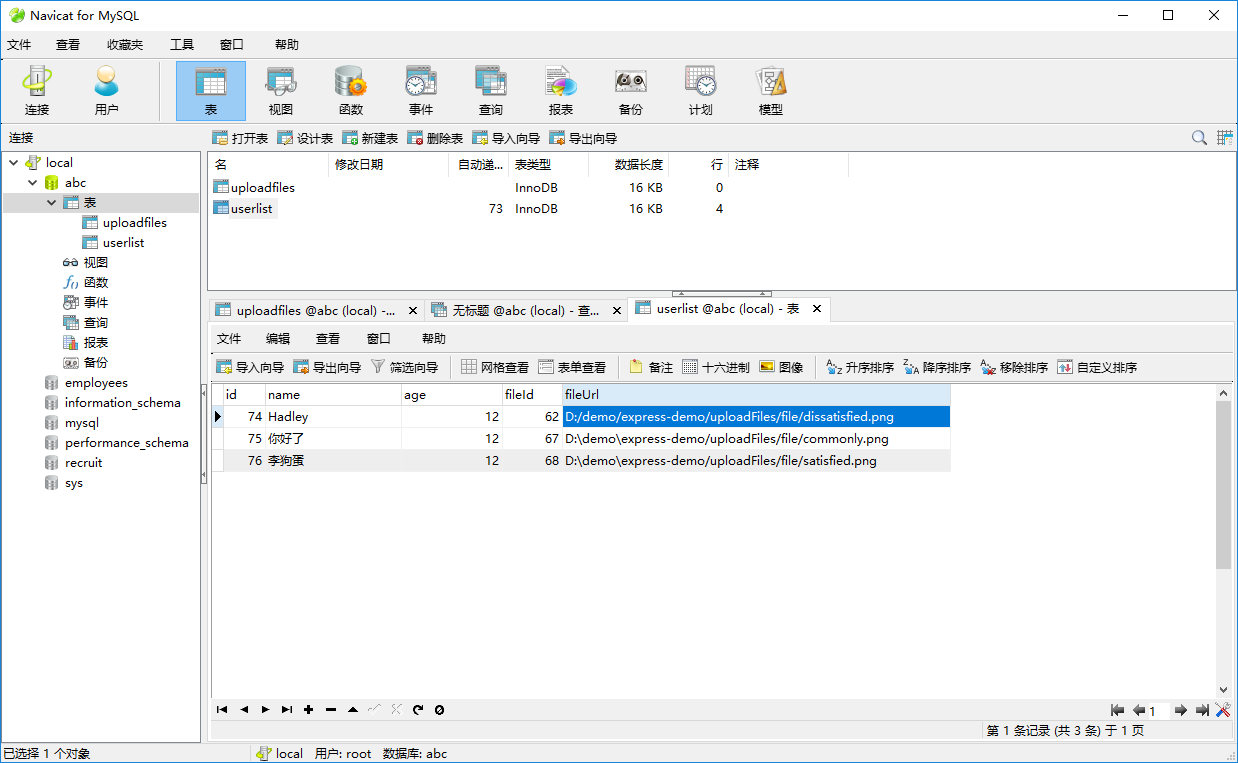 Navicat for MySQL
文件 查看 收藏夹 工具 窗口 帮助
连接 用户 表 视图 函数 事件 查询 报表 备份 计划 模型
连接
打开表 设计表 新建表 删除表 导入向导 导出向导
local
abc
表
uploadfiles
userlist
视图
函数
事件
查询
报表
备份
employees
information_schema
mysql
performance_schema
recruit
sys
名 修改日期 自动递... 表类型 数据长度 行 注释
uploadfiles InnoDB 16 KB 0
userlist 73 InnoDB 16 KB 4
uploadfiles @abc (local) -... 无标题 @abc (local) - 查... userlist @abc (local) - 表
文件 编辑 查看 窗口 帮助
导入向导 导出向导 筛选向导 网格查看 表单查看 备注 十六进制 图像 升序排序 降序排序 移除排序 自定义排序
id name age fileId fileUrl
74 Hadley 12 62 D:/demo/express-demo/uploadFiles/file/dissatisfied.png
75 你好了 12 67 D:\demo\express-demo/uploadFiles/file/commonly.png
76 李狗蛋 12 68 D:\demo\express-demo/uploadFiles/file/satisfied.png
1
第 1 条记录 (共 3 条) 于 1 页
已选择 1 个对象 local 用户: root 数据库: abc